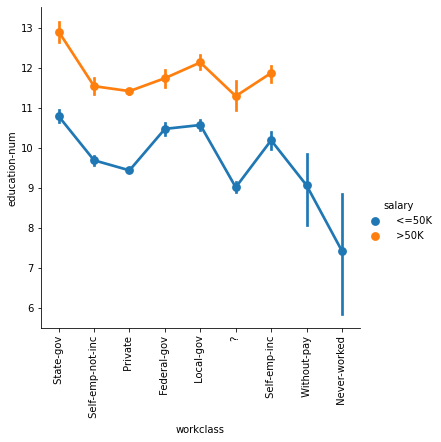 13
12
11
10
9
8
7
6
education-num
State-gov
Self-emp-not-inc
Private
Federal-gov
Local-gov
?
Self-emp-inc
Without-pay
Never-worked
workclass
salary
<=50K
>50K